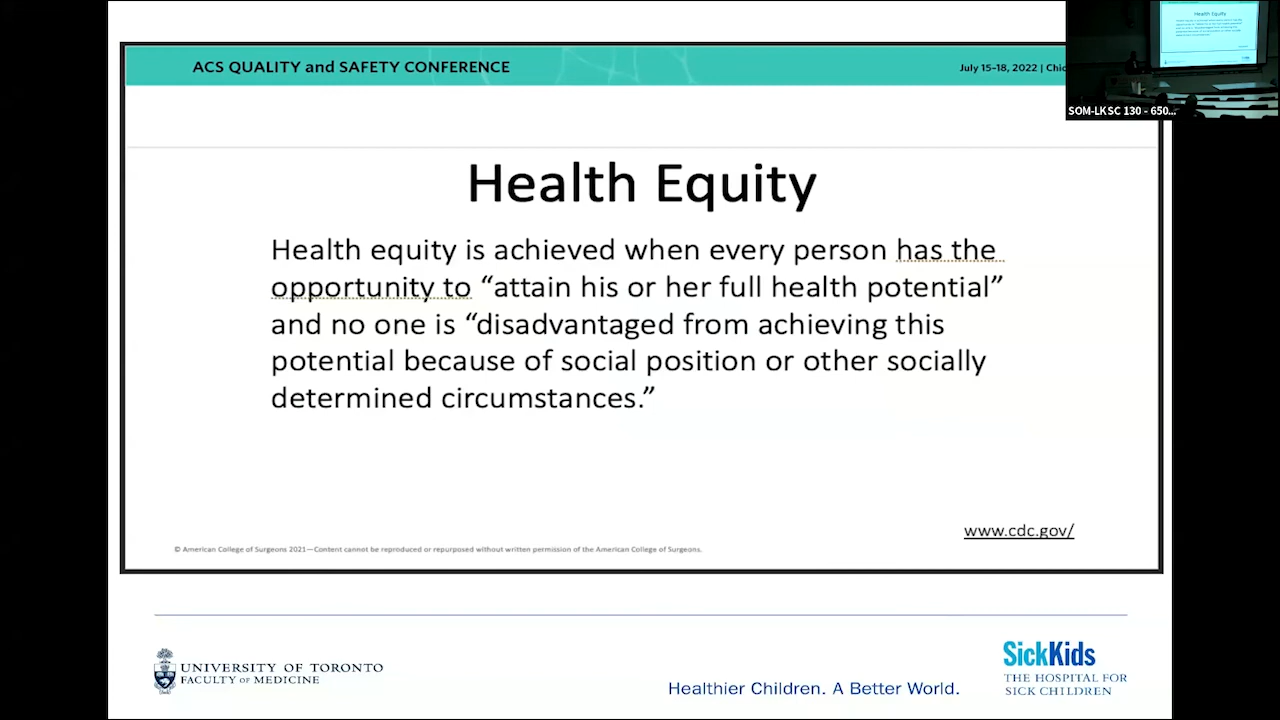 ACS QUALITY and SAFETY CONFERENCE
July 15–18, 2022 | Chic
SOM-LKSC 130 - 650...
Health Equity
Health equity is achieved when every person has the
opportunity to “attain his or her full health potential”
and no one is “disadvantaged from achieving this
potential because of social position or other socially
determined circumstances.”
www.cdc.gov/
© American College of Surgeons 2021—Content cannot be reproduced or repurposed without written permission of the American College of Surgeons.
UNIVERSITY OF TORONTO
FACULTY OF MEDICINE
Healthier Children. A Better World.
SickKids
THE HOSPITAL FOR
SICK CHILDREN